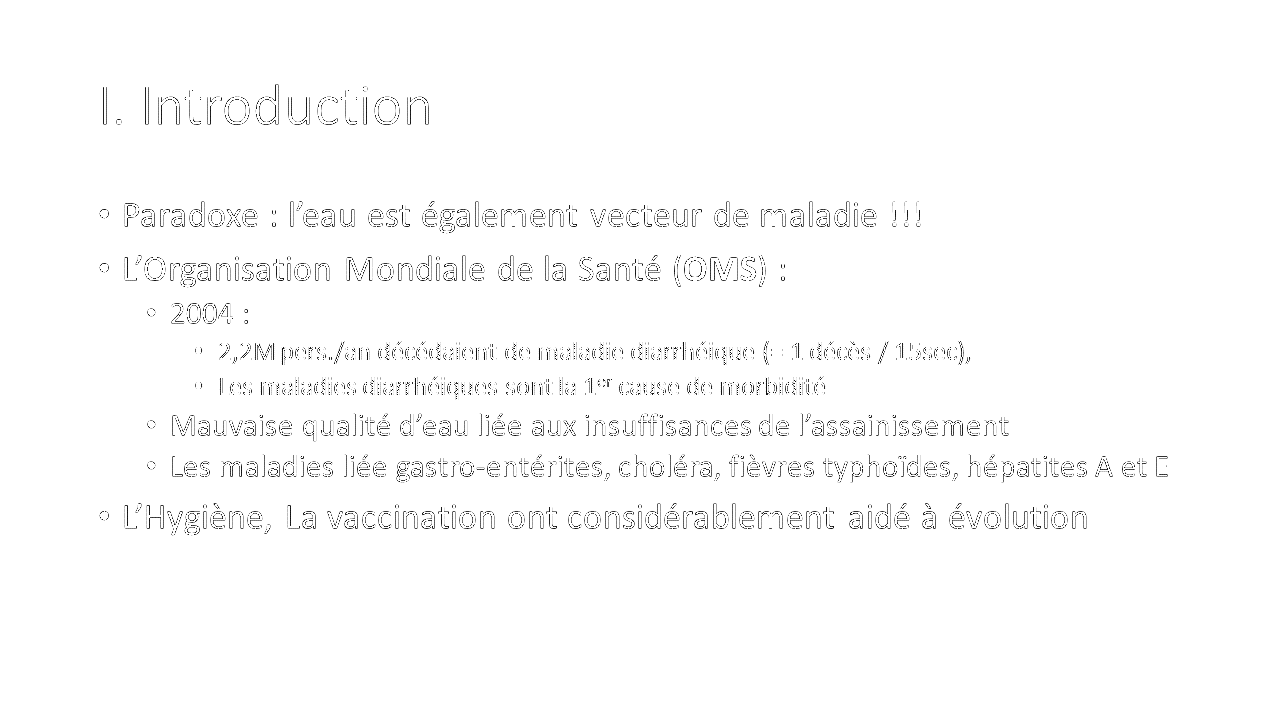 I. Introduction
• Paradoxe : l’eau est également vecteur de maladie !!!
• L’Organisation Mondiale de la Santé (OMS) :
• 2004 :
• 2,2M pers./an décédaient de maladie diarrhéique (= 1 décès / 15sec),
• Les maladies diarrhéiques sont la 1er cause de morbidité
• Mauvaise qualité d’eau liée aux insuffisances de l’assainissement
• Les maladies liée gastro-entérites, choléra, fièvres typhoïdes, hépatites A et E
• L’Hygiène, La vaccination ont considérablement aidé à évolution